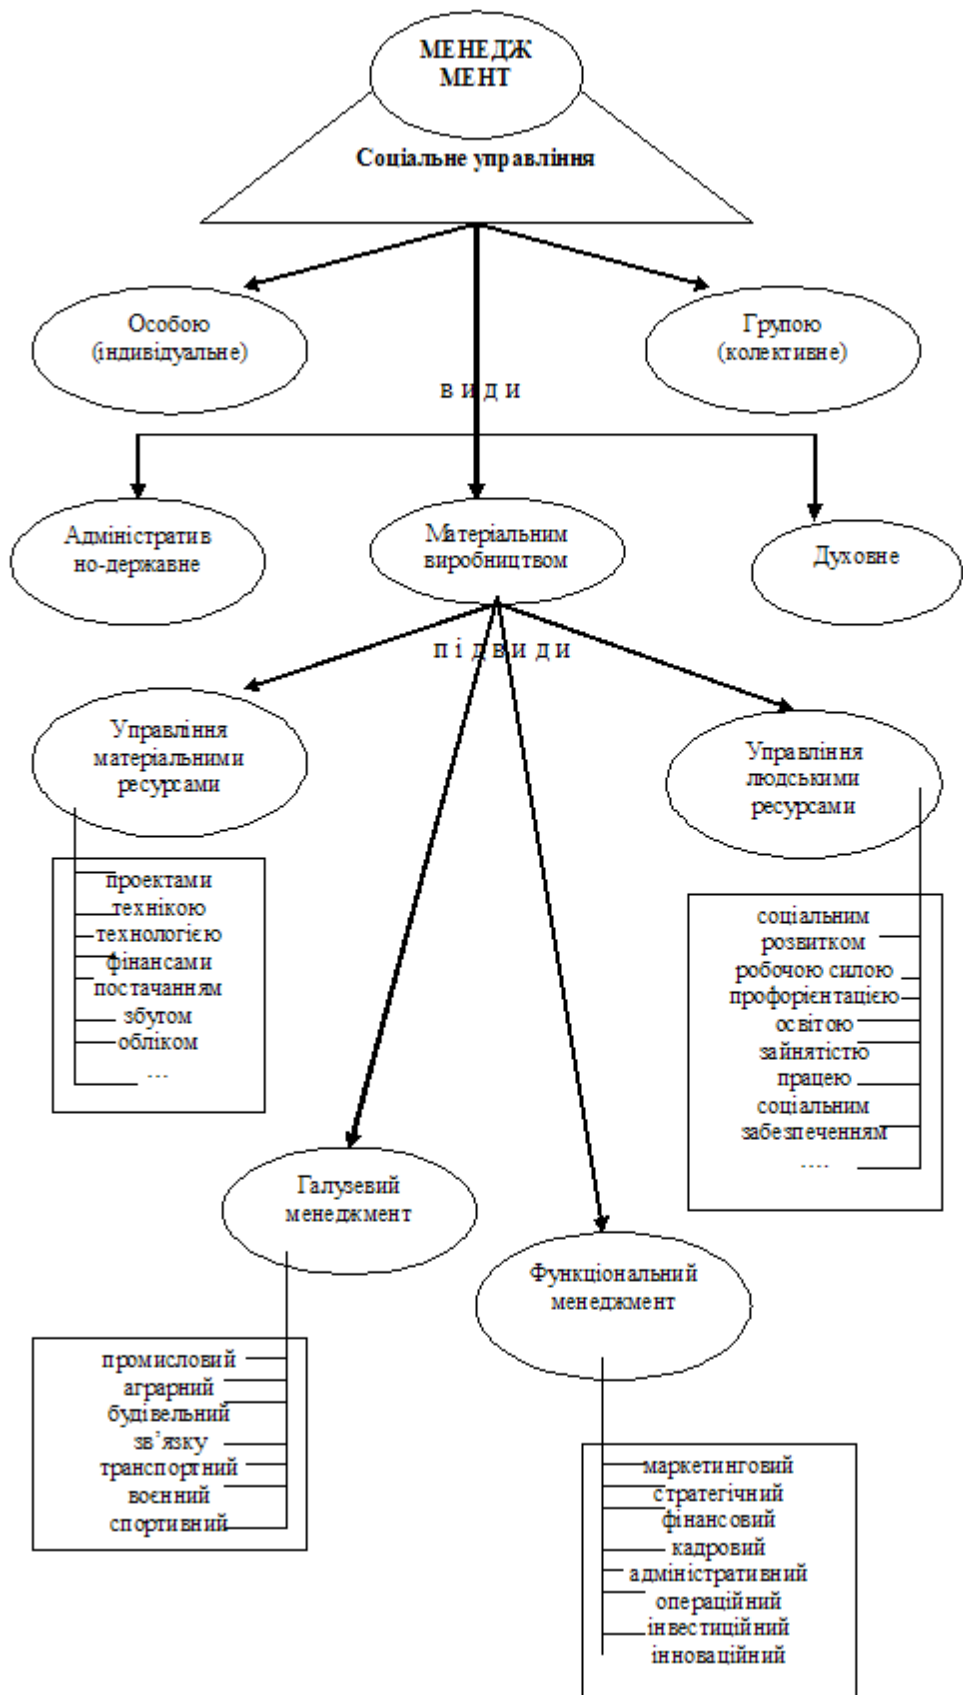 МЕНЕДЖ
МЕНТ
Соціальне управління
Особою
(індивідуальне)
Групою
(колективне)
види
Адміністратив
но-державне
Матеріальним
виробництвом
Духовне
підвиди
Управління
матеріальними
ресурсами
Управління
людськими
ресурсами
проектами
технікою
технологією
фінансами
постачанням
збутом
обліком
...
соціальним
розвитком
робочою силою
профорієнтацією
освітою
зайнятістю
працею
соціальним
забезпеченням
....
Галузевий
менеджмент
Функціональний
менеджмент
промисловий
аграрний
будівельний
зв’язку
транспортний
воєнний
спортивний
маркетинговий
стратегічний
фінансовий
кадровий
адміністративний
операційний
інвестиційний
інноваційний